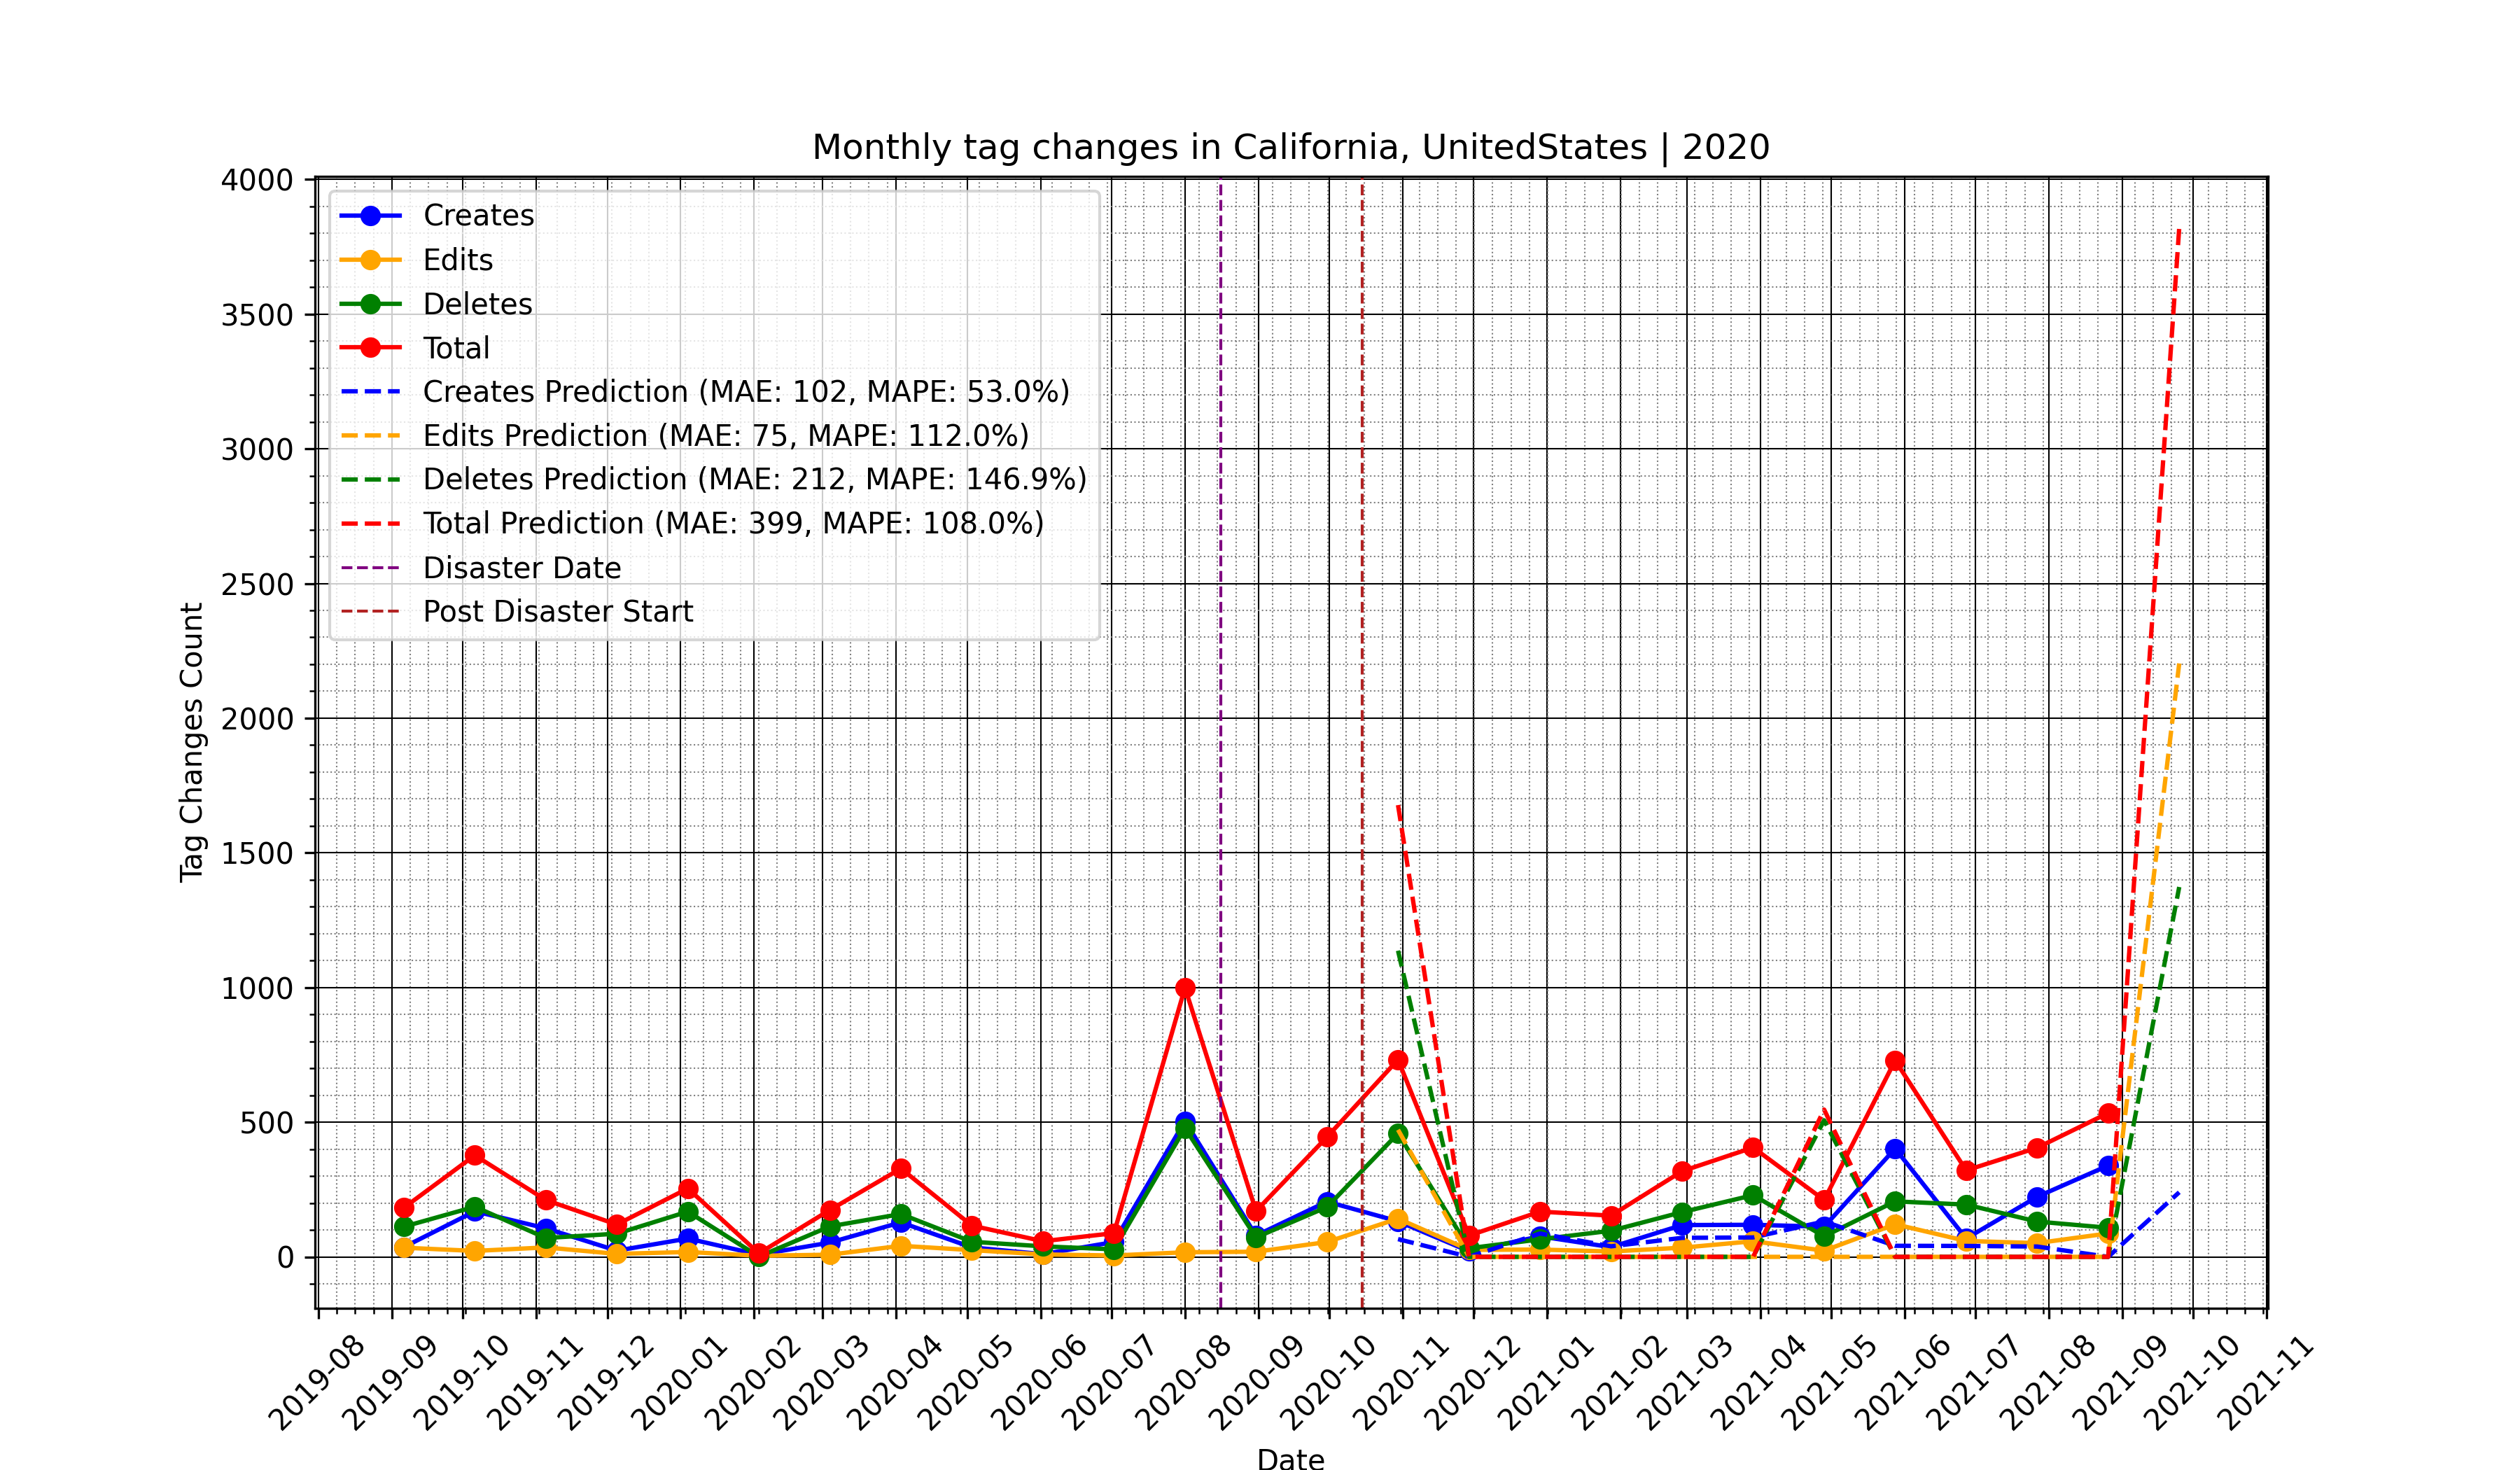 Monthly tag changes in California, UnitedStates | 2020
4000
3500
3000
2500
2000
1500
1000
500
0
Tag Changes Count
Creates
Edits
Deletes
Total
Creates Prediction (MAE: 102, MAPE: 53.0%)
Edits Prediction (MAE: 75, MAPE: 112.0%)
Deletes Prediction (MAE: 212, MAPE: 146.9%)
Total Prediction (MAE: 399, MAPE: 108.0%)
Disaster Date
Post Disaster Start
2019-08
2019-09
2019-10
2019-11
2019-12
2020-01
2020-02
2020-03
2020-04
2020-05
2020-06
2020-07
2020-08
2020-09
2020-10
2020-11
2020-12
2021-01
2021-02
2021-03
2021-04
2021-05
2021-06
2021-07
2021-08
2021-09
2021-10
2021-11
Date